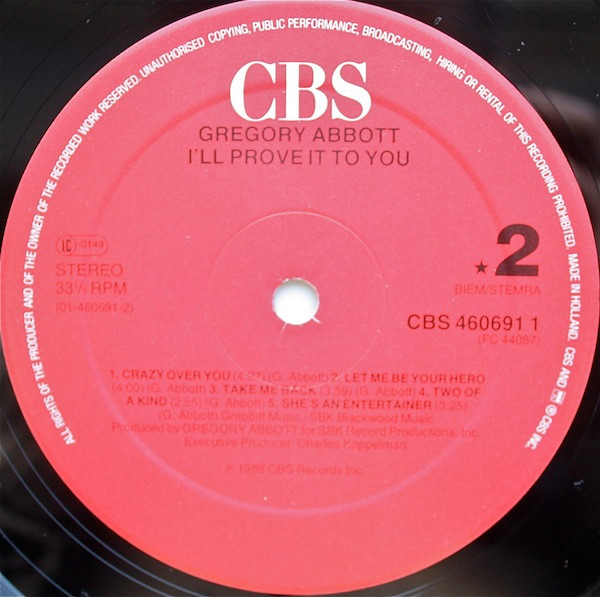 ALL RIGHTS OF THE PRODUCER AND OF THE OWNER OF THE RECORDED WORK RESERVED. UNAUTHORISED COPYING, PUBLIC PERFORMANCE, BROADCASTING, HIRING OR RENTAL OF THIS RECORDING PROHIBITED. MADE IN HOLLAND. CBS AND ℗ CBS INC.
CBS
GREGORY ABBOTT
I'LL PROVE IT TO YOU
LC-0149
STEREO
33⅓ RPM
(01-460691-2)
★2
BIEM/STEMRA
CBS 460691 1
(FC 44087)
1. CRAZY OVER YOU (4:27) (G. Abbott) 2. LET ME BE YOUR HERO
(4:00) (G. Abbott) 3. TAKE ME BACK (3:59) (G. Abbott) 4. TWO OF
A KIND (2:55) (G. Abbott) 5. SHE'S AN ENTERTAINER (3:25)
(G. Abbott) Grabbitt Music / SBK Blackwood Music
Produced by GREGORY ABBOTT for SBK Record Productions, Inc.
Executive Producer: Charles Koppelman
℗ 1988 CBS Records Inc.